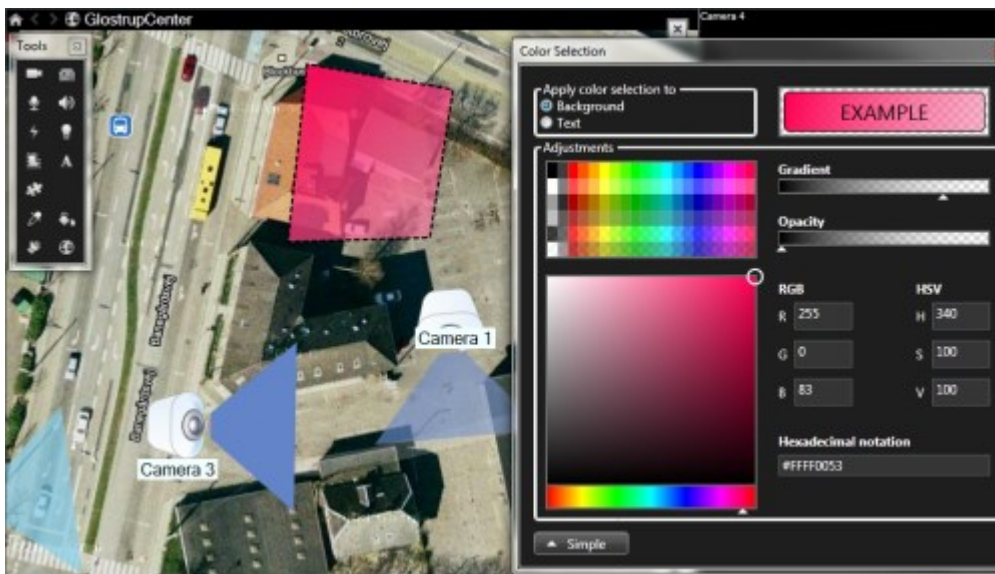 GlostrupCenter
Camera 4
Tools
Color Selection
Apply color selection to
Background
Text
EXAMPLE
Adjustments
Gradient
Opacity
RGB
HSV
R 255
H 340
G 0
S 100
B 83
V 100
Hexadecimal notation
#FFFF0053
Simple
A
Camera 1
Camera 3